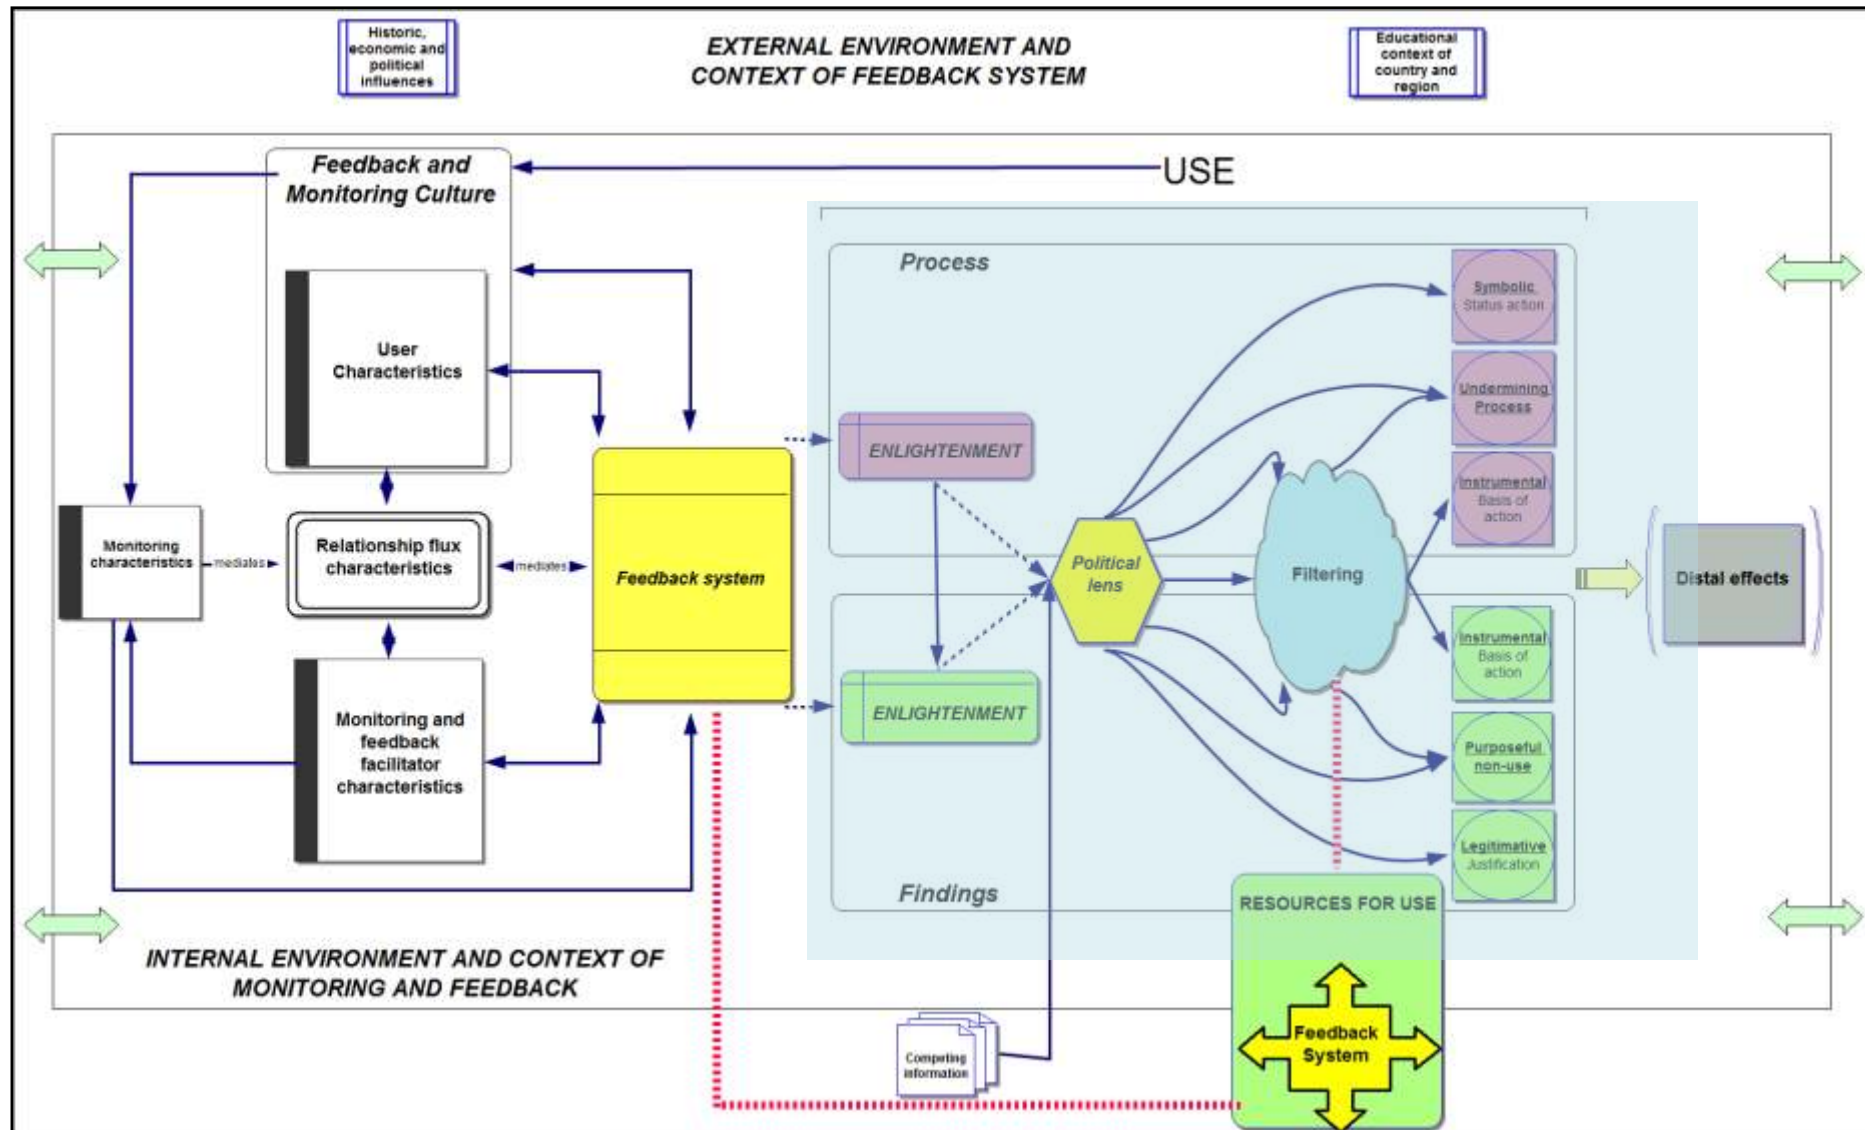 Historic,
economic and
political
influences
EXTERNAL ENVIRONMENT AND
CONTEXT OF FEEDBACK SYSTEM
Educational
context of
country and
region
Feedback and
Monitoring Culture
USE
Process
Symbolic
Status action
User
Characteristics
Undermining
Process
ENLIGHTENMENT
Instrumental
Basis of
action
Monitoring
characteristics
mediates
Relationship flux
characteristics
mediates
Feedback system
Political
lens
Filtering
Distal effects
Instrumental
Basis of
action
ENLIGHTENMENT
Monitoring and
feedback
facilitator
characteristics
Purposeful
non-use
Legitimative
Justification
Findings
RESOURCES FOR USE
INTERNAL ENVIRONMENT AND CONTEXT OF
MONITORING AND FEEDBACK
Competing
information
Feedback
System